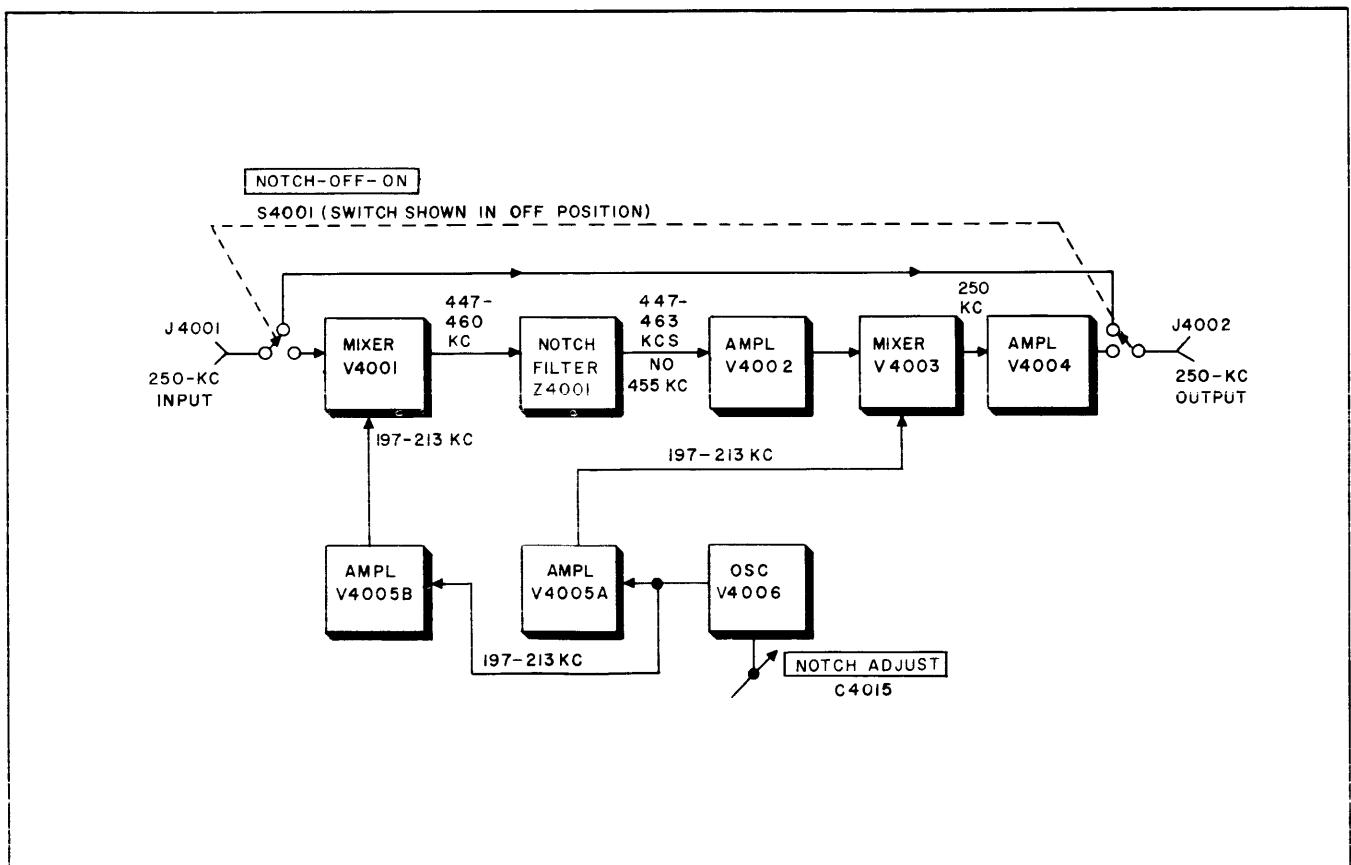 NOTCH-OFF-ON
S4001 (SWITCH SHOWN IN OFF POSITION)
J4001
250-KC
INPUT
MIXER
V4001
447-
460
KC
NOTCH
FILTER
Z4001
447-
463
KCS
NO
455 KC
AMPL
V4002
MIXER
V4003
250
KC
AMPL
V4004
J4002
250-KC
OUTPUT
197-213 KC
197-213 KC
AMPL
V4005B
AMPL
V4005A
OSC
V4006
197-213 KC
NOTCH ADJUST
C4015